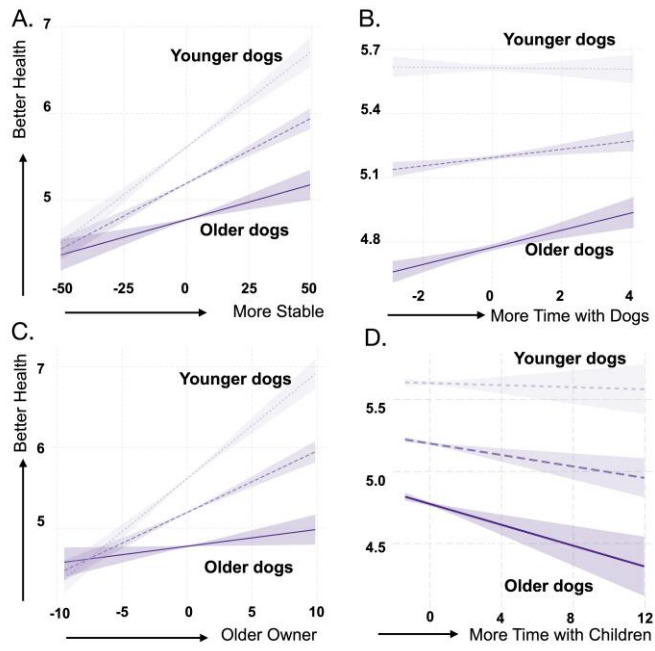 A.
7
Better Health
Younger dogs
6
5
Older dogs
-50 -25 0 25 50
More Stable
B.
5.7
Younger dogs
5.4
5.1
4.8
Older dogs
-2 0 2 4
More Time with Dogs
C.
7
Better Health
Younger dogs
6
5
Older dogs
-10 -5 0 5 10
Older Owner
D.
Younger dogs
5.5
5.0
4.5
Older dogs
0 4 8 12
More Time with Children